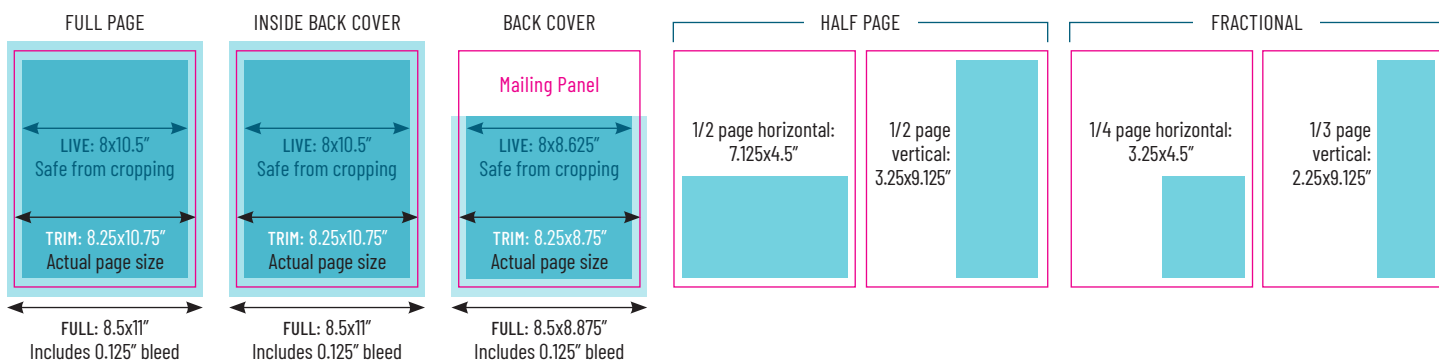 FULL PAGE
LIVE: 8x10.5”
Safe from cropping
TRIM: 8.25x10.75”
Actual page size
FULL: 8.5x11”
Includes 0.125” bleed
INSIDE BACK COVER
LIVE: 8x10.5”
Safe from cropping
TRIM: 8.25x10.75”
Actual page size
FULL: 8.5x11”
Includes 0.125” bleed
BACK COVER
Mailing Panel
LIVE: 8x8.625”
Safe from cropping
TRIM: 8.25x8.75”
Actual page size
FULL: 8.5x8.875”
Includes 0.125” bleed
HALF PAGE
1/2 page horizontal:
7.125x4.5”
1/2 page
vertical:
3.25x9.125”
FRACTIONAL
1/4 page horizontal:
3.25x4.5”
1/3 page
vertical:
2.25x9.125”